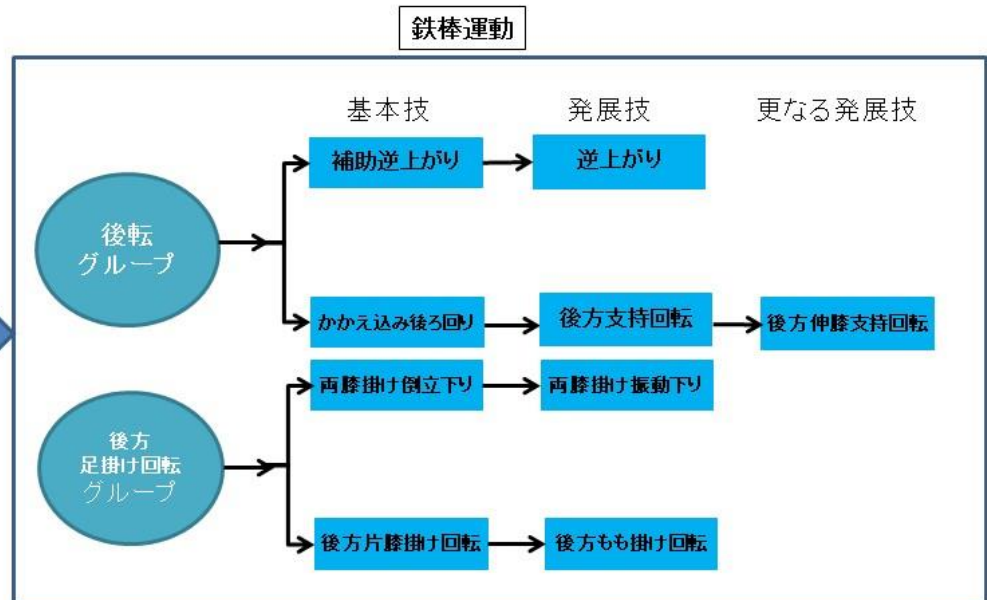 鉄棒運動
基本技
発展技
更なる発展技
後転
グループ
補助逆上がり
逆上がり
かかえ込み後ろ回り
後方支持回転
後方伸膝支持回転
後方
足掛け回転
グループ
両膝掛け倒立下り
両膝掛け振動下り
後方片膝掛け回転
後方もも掛け回転